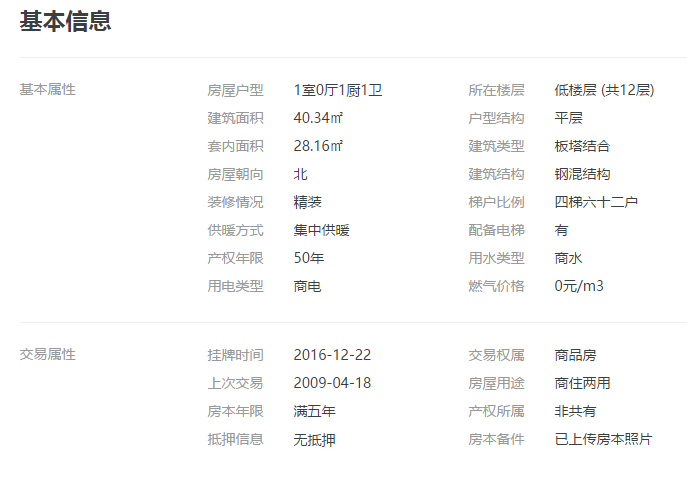 基本信息
基本属性 房屋户型 1室0厅1厨1卫 所在楼层 低楼层 (共12层)
建筑面积 40.34㎡ 户型结构 平层
套内面积 28.16㎡ 建筑类型 板塔结合
房屋朝向 北 建筑结构 钢混结构
装修情况 精装 梯户比例 四梯六十二户
供暖方式 集中供暖 配备电梯 有
产权年限 50年 用水类型 商水
用电类型 商电 燃气价格 0元/m3
交易属性 挂牌时间 2016-12-22 交易权属 商品房
上次交易 2009-04-18 房屋用途 商住两用
房本年限 满五年 产权所属 非共有
抵押信息 无抵押 房本备件 已上传房本照片